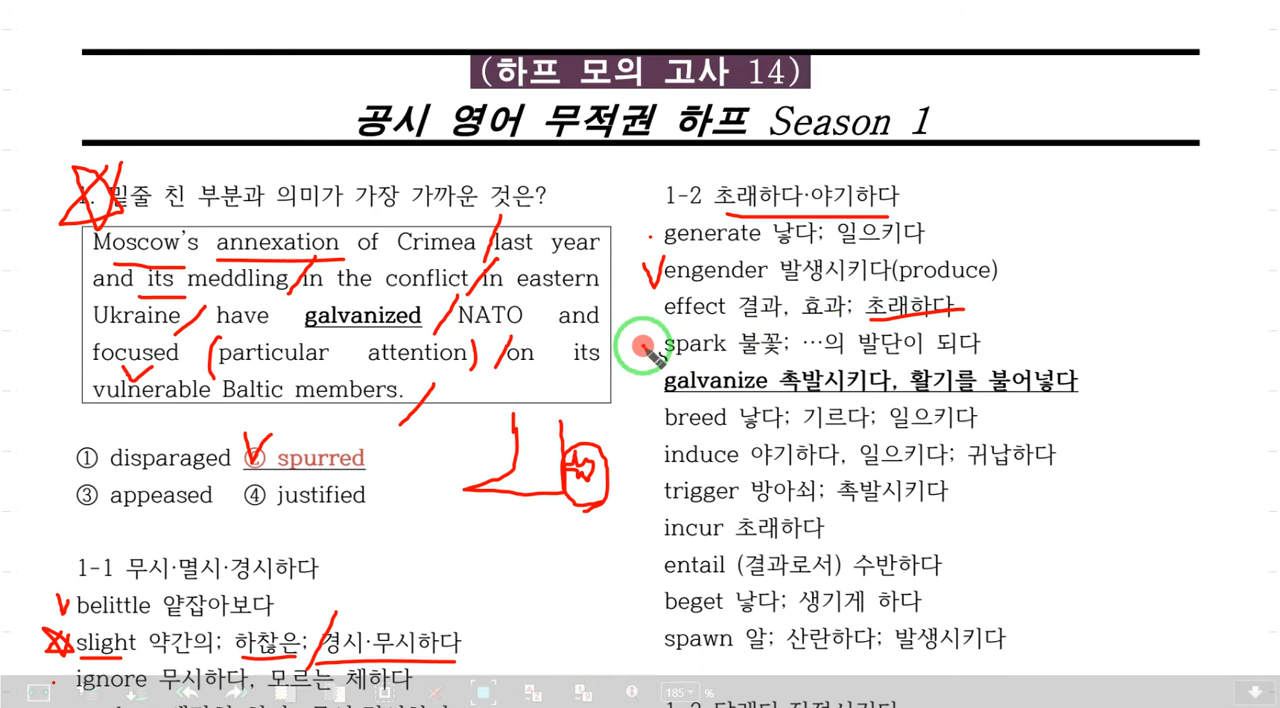 (하프 모의 고사 14)
공시 영어 무적권 하프 Season 1
1. 밑줄 친 부분과 의미가 가장 가까운 것은?
Moscow's annexation of Crimea last year
and its meddling in the conflict in eastern
Ukraine have galvanized NATO and
focused particular attention on its
vulnerable Baltic members.
① disparaged ② spurred
③ appeased ④ justified
1-1 무시·멸시·경시하다
belittle 얕잡아보다
slight 약간의; 하찮은; 경시·무시하다
ignore 무시하다, 모르는 체하다
1-2 초래하다·야기하다
generate 낳다; 일으키다
engender 발생시키다(produce)
effect 결과, 효과; 초래하다
spark 불꽃; …의 발단이 되다
galvanize 촉발시키다, 활기를 불어넣다
breed 낳다; 기르다; 일으키다
induce 야기하다, 일으키다; 귀납하다
trigger 방아쇠; 촉발시키다
incur 초래하다
entail (결과로서) 수반하다
beget 낳다; 생기게 하다
spawn 알; 산란하다; 발생시키다
185 %